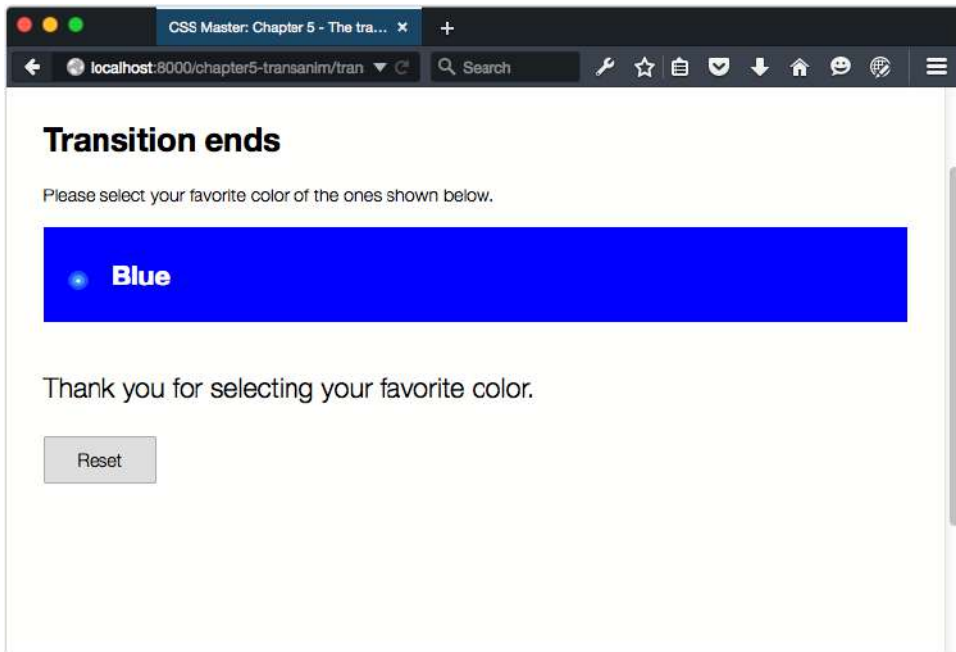 CSS Master: Chapter 5 - The tra... ×
localhost:8000/chapter5-transanim/tran
Search
Transition ends
Please select your favorite color of the ones shown below.
Blue
Thank you for selecting your favorite color.
Reset